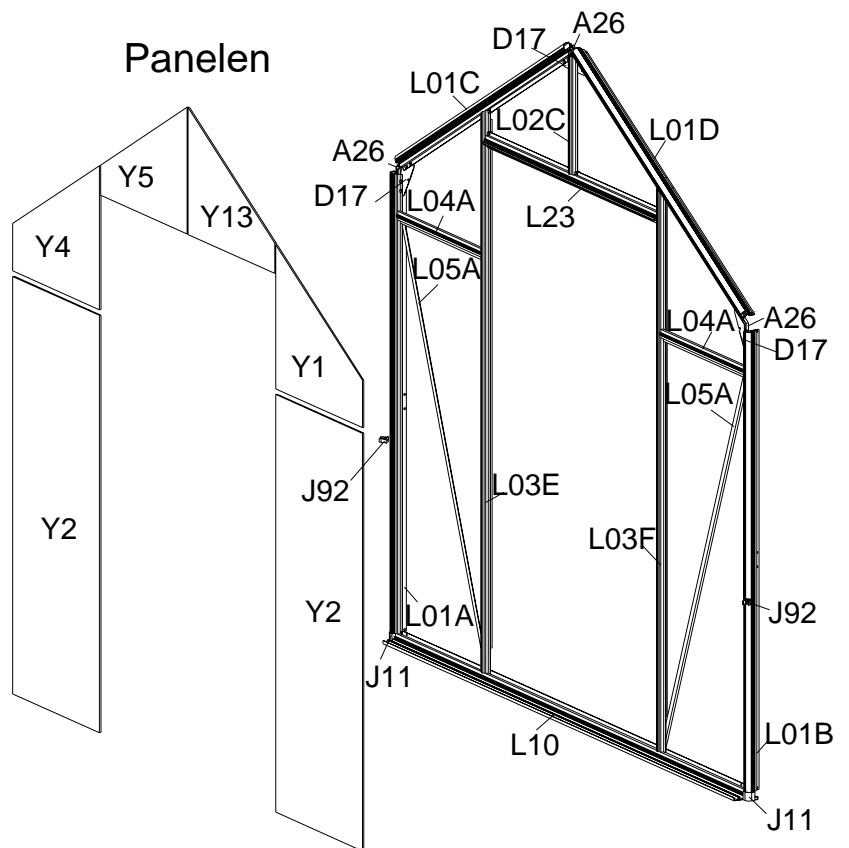 Panelen
Y5
Y13
Y4
Y1
Y2
Y2
D17
A26
L01C
L02C
L01D
A26
D17
L04A
L23
L05A
L04A
A26
D17
L05A
J92
L03E
L03F
L01A
J92
J11
L10
L01B
J11